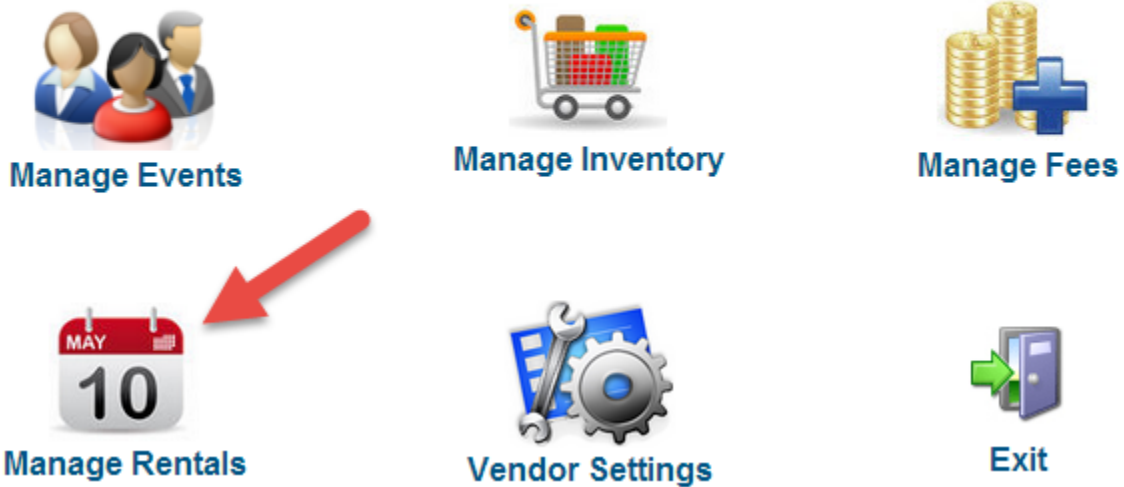 Manage Events
Manage Inventory
Manage Fees
MAY
10
Manage Rentals
Vendor Settings
Exit